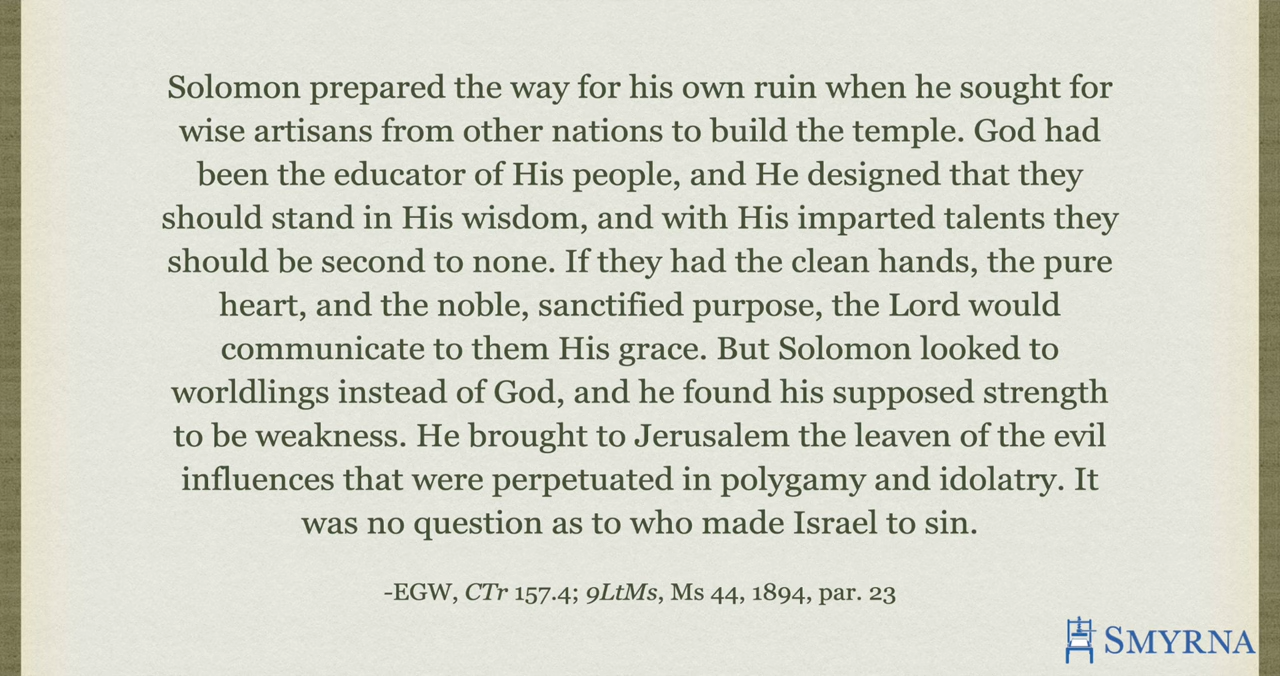 Solomon prepared the way for his own ruin when he sought for
wise artisans from other nations to build the temple. God had
been the educator of His people, and He designed that they
should stand in His wisdom, and with His imparted talents they
should be second to none. If they had the clean hands, the pure
heart, and the noble, sanctified purpose, the Lord would
communicate to them His grace. But Solomon looked to
worldlings instead of God, and he found his supposed strength
to be weakness. He brought to Jerusalem the leaven of the evil
influences that were perpetuated in polygamy and idolatry. It
was no question as to who made Israel to sin.
-EGW, CTr 157.4; 9LtMs, Ms 44, 1894, par. 23
SMYRNA